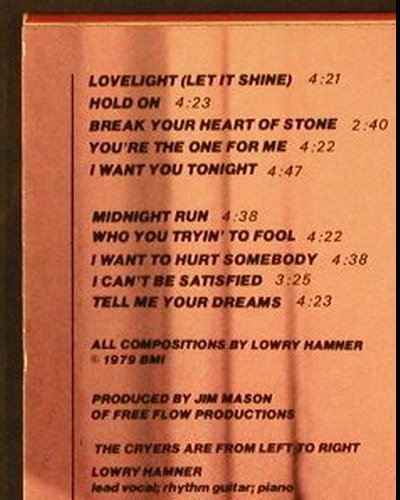 LOVELIGHT (LET IT SHINE) 4:21
HOLD ON 4:23
BREAK YOUR HEART OF STONE 2:40
YOU'RE THE ONE FOR ME 4:22
I WANT YOU TONIGHT 4:47
MIDNIGHT RUN 4:38
WHO YOU TRYIN' TO FOOL 4:22
I WANT TO HURT SOMEBODY 4:38
I CAN'T BE SATISFIED 3:25
TELL ME YOUR DREAMS 4:23
ALL COMPOSITIONS BY LOWRY HAMNER
© 1979 BMI
PRODUCED BY JIM MASON
OF FREE FLOW PRODUCTIONS
THE CRYERS ARE FROM LEFT TO RIGHT
LOWRY HAMNER
lead vocal; rhythm guitar; piano